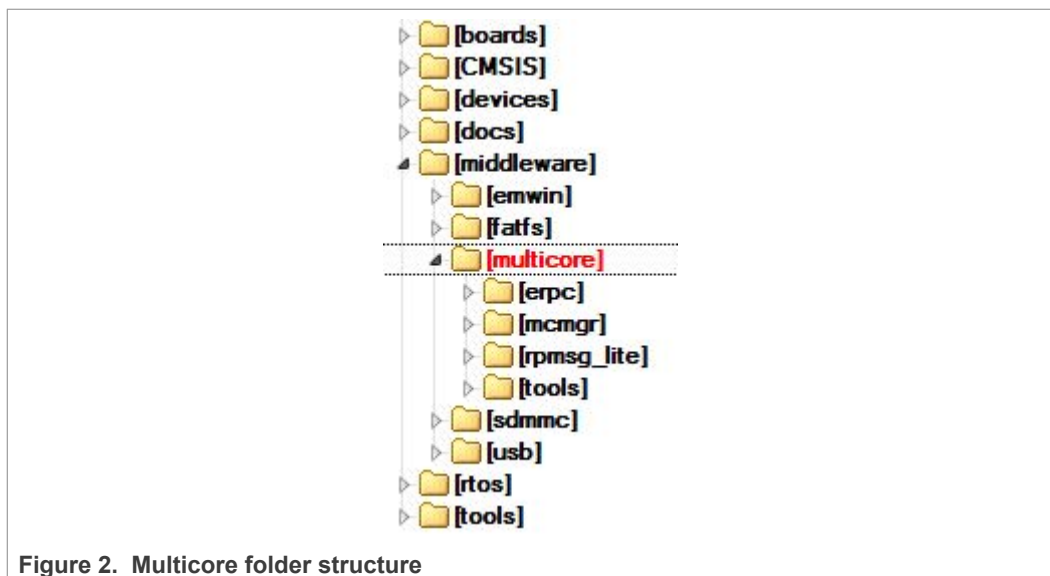 [boards]
[CMSIS]
[devices]
[docs]
[middleware]
[emwin]
[fatfs]
[multicore]
[erpc]
[mcmgr]
[rpmsg_lite]
[tools]
[sdmmc]
[usb]
[rtos]
[tools]
Figure 2. Multicore folder structure